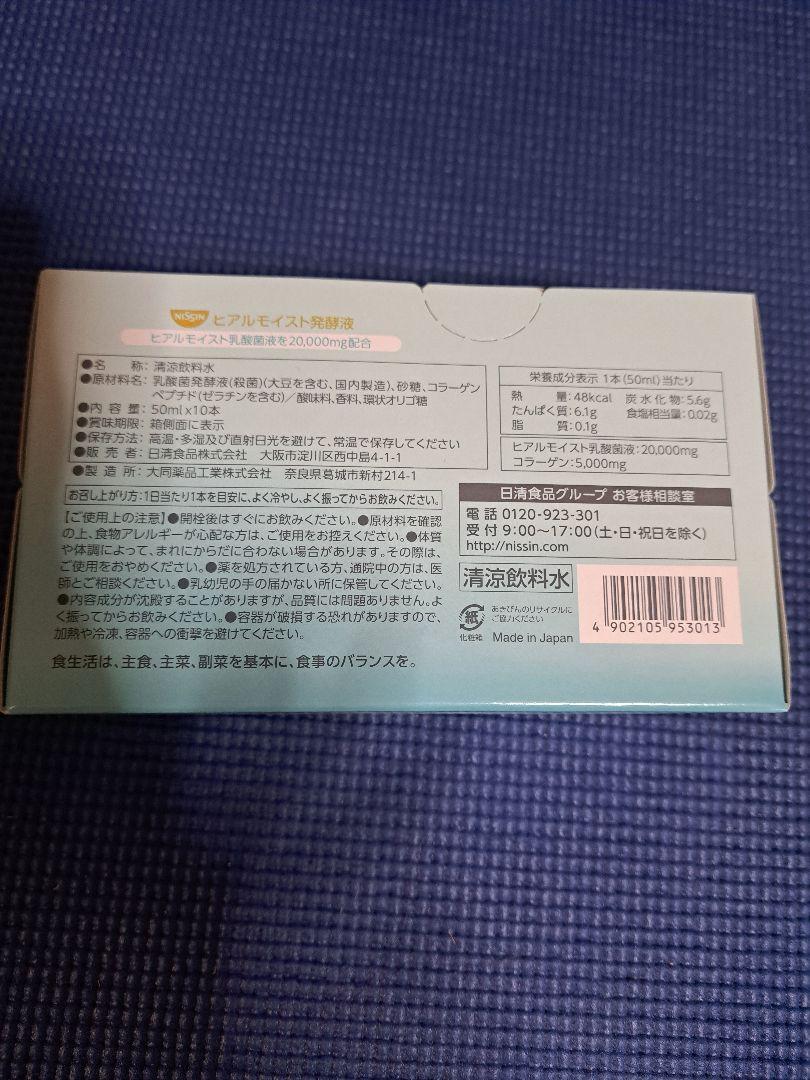 NISSIN ヒアルモイスト発酵液
ヒアルモイスト乳酸菌液を20,000mg配合
●名　　称：清涼飲料水
●原材料名：乳酸菌発酵液(殺菌)(大豆を含む、国内製造)、砂糖、コラーゲン
ペプチド(ゼラチンを含む)／酸味料、香料、環状オリゴ糖
●内 容 量：50ml×10本
●賞味期限：箱側面に表示
●保存方法：高温・多湿及び直射日光を避けて、常温で保存してください
●販 売 者：日清食品株式会社　大阪市淀川区西中島4-1-1
●製 造 所：大同薬品工業株式会社　奈良県葛城市新村214-1
お召し上がり方：1日当たり1本を目安に、よく冷やし、よく振ってからお飲みください。
【ご使用上の注意】●開栓後はすぐにお飲みください。●原材料を確認
の上、食物アレルギーが心配な方は、ご使用をお控えください。●体質
や体調によって、まれにからだに合わない場合があります。その際は、
ご使用をおやめください。●薬を処方されている方、通院中の方は、医
師とご相談ください。●乳幼児の手の届かない所に保管してください。
●内容成分が沈殿することがありますが、品質には問題ありません。よ
く振ってからお飲みください。●容器が破損する恐れがありますので、
加熱や冷凍、容器への衝撃を避けてください。
食生活は、主食、主菜、副菜を基本に、食事のバランスを。
栄養成分表示 1本(50ml)当たり
熱　　量：48kcal　炭水化物：5.6g
たんぱく質：6.1g　食塩相当量：0.02g
脂　　質：0.1g
ヒアルモイスト乳酸菌液：20,000mg
コラーゲン：5,000mg
日清食品グループ お客様相談室
電 話 0120-923-301
受 付 9:00～17:00(土・日・祝日を除く)
http://nissin.com
清涼飲料水
紙
化粧箱
あきびんのリサイクルに
ご協力ください
Made in Japan
4 902105 953013